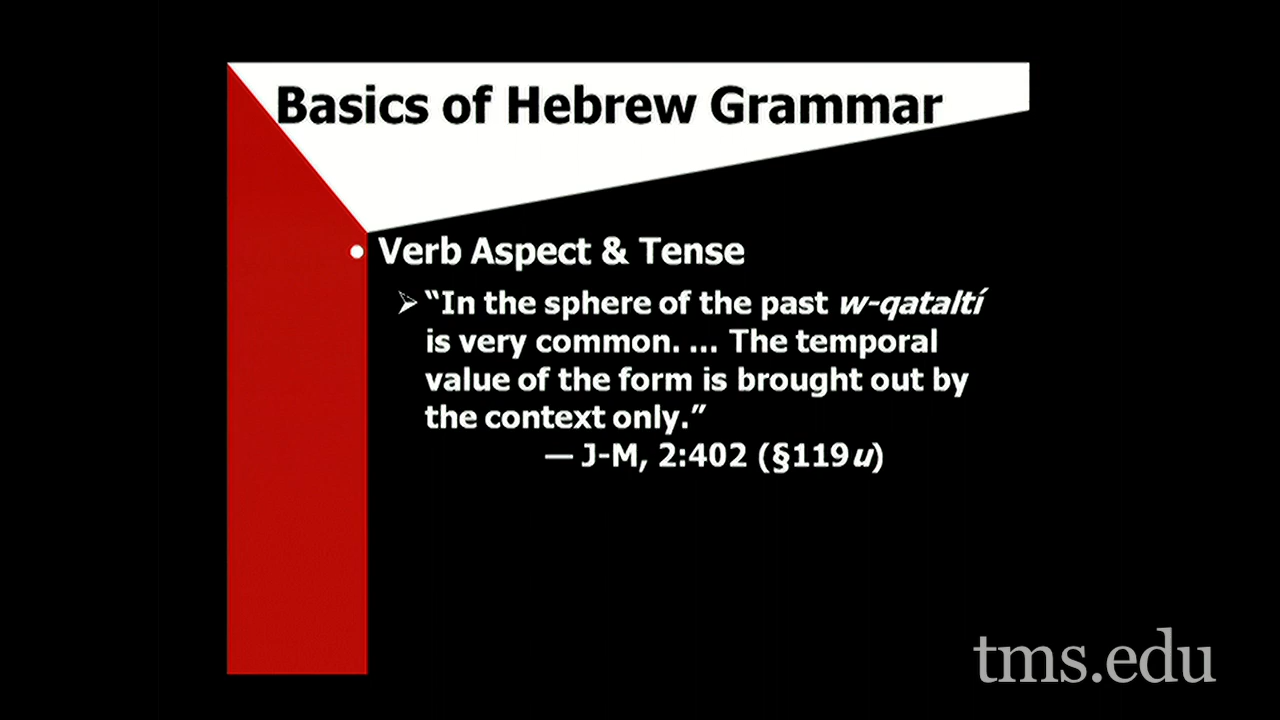 Basics of Hebrew Grammar
• Verb Aspect & Tense
➢ “In the sphere of the past w-qataltí
is very common. … The temporal
value of the form is brought out by
the context only.”
— J-M, 2:402 (§119u)
tms.edu